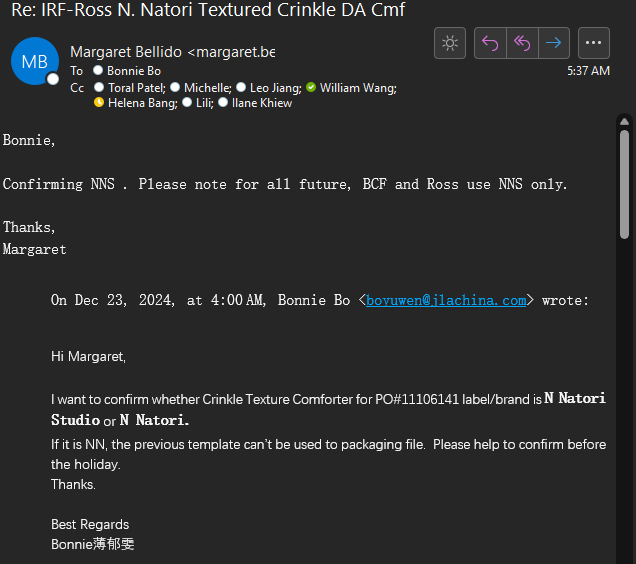 Re: IRF-Ross N. Natori Textured Crinkle DA Cmf
MB
Margaret Bellido <margaret.be
To Bonnie Bo
5:37 AM
Cc Toral Patel; Michelle; Leo Jiang; William Wang;
Helena Bang; Lili; Ilane Khiew
Bonnie,
Confirming NNS . Please note for all future, BCF and Ross use NNS only.
Thanks,
Margaret
On Dec 23, 2024, at 4:00 AM, Bonnie Bo <boyuwen@jlachina.com> wrote:
Hi Margaret,
I want to confirm whether Crinkle Texture Comforter for PO#11106141 label/brand is N Natori
Studio or N Natori.
If it is NN, the previous template can't be used to packaging file. Please help to confirm before
the holiday.
Thanks.
Best Regards
Bonnie薄郁雯